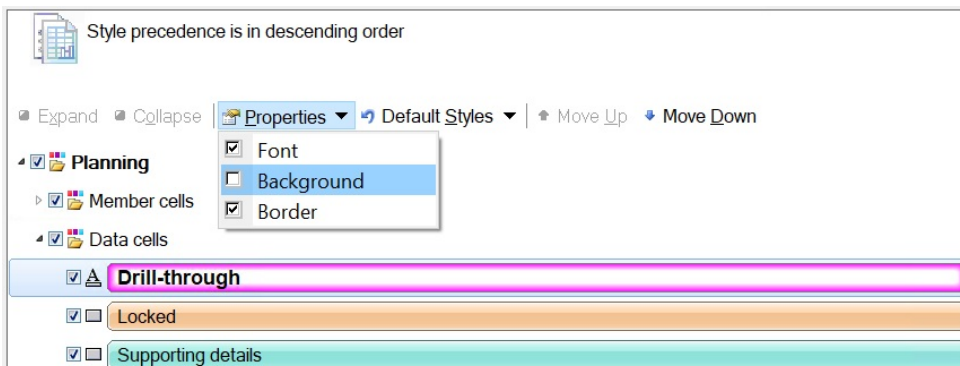 Style precedence is in descending order
Expand Collapse Properties Default Styles Move Up Move Down
Font
Background
Border
Planning
Member cells
Data cells
Drill-through
Locked
Supporting details